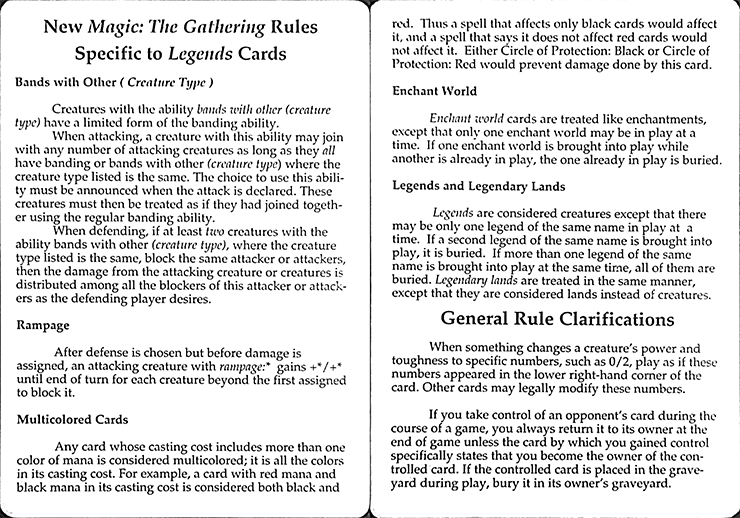 New Magic: The Gathering Rules
Specific to Legends Cards
Bands with Other ( Creature Type )
Creatures with the ability bands with other (creature
type) have a limited form of the banding ability.
When attacking, a creature with this ability may join
with any number of attacking creatures as long as they all
have banding or bands with other (creature type) where the
creature type listed is the same. The choice to use this abili-
ty must be announced when the attack is declared. These
creatures must then be treated as if they had joined togeth-
er using the regular banding ability.
When defending, if at least two creatures with the
ability bands with other (creature type), where the creature
type listed is the same, block the same attacker or attackers,
then the damage from the attacking creature or creatures is
distributed among all the blockers of this attacker or attack-
ers as the defending player desires.
Rampage
After defense is chosen but before damage is
assigned, an attacking creature with rampage:* gains +*/+*
until end of turn for each creature beyond the first assigned
to block it.
Multicolored Cards
Any card whose casting cost includes more than one
color of mana is considered multicolored; it is all the colors
in its casting cost. For example, a card with red mana and
black mana in its casting cost is considered both black and
red. Thus a spell that affects only black cards would affect
it, and a spell that says it does not affect red cards would
not affect it. Either Circle of Protection: Black or Circle of
Protection: Red would prevent damage done by this card.
Enchant World
Enchant world cards are treated like enchantments,
except that only one enchant world may be in play at a
time. If one enchant world is brought into play while
another is already in play, the one already in play is buried.
Legends and Legendary Lands
Legends are considered creatures except that there
may be only one legend of the same name in play at a
time. If a second legend of the same name is brought into
play, it is buried. If more than one legend of the same
name is brought into play at the same time, all of them are
buried. Legendary lands are treated in the same manner,
except that they are considered lands instead of creatures.
General Rule Clarifications
When something changes a creature's power and
toughness to specific numbers, such as 0/2, play as if these
numbers appeared in the lower right-hand corner of the
card. Other cards may legally modify these numbers.
If you take control of an opponent's card during the
course of a game, you always return it to its owner at the
end of game unless the card by which you gained control
specifically states that you become the owner of the con-
trolled card. If the controlled card is placed in the grave-
yard during play, bury it in its owner's graveyard.